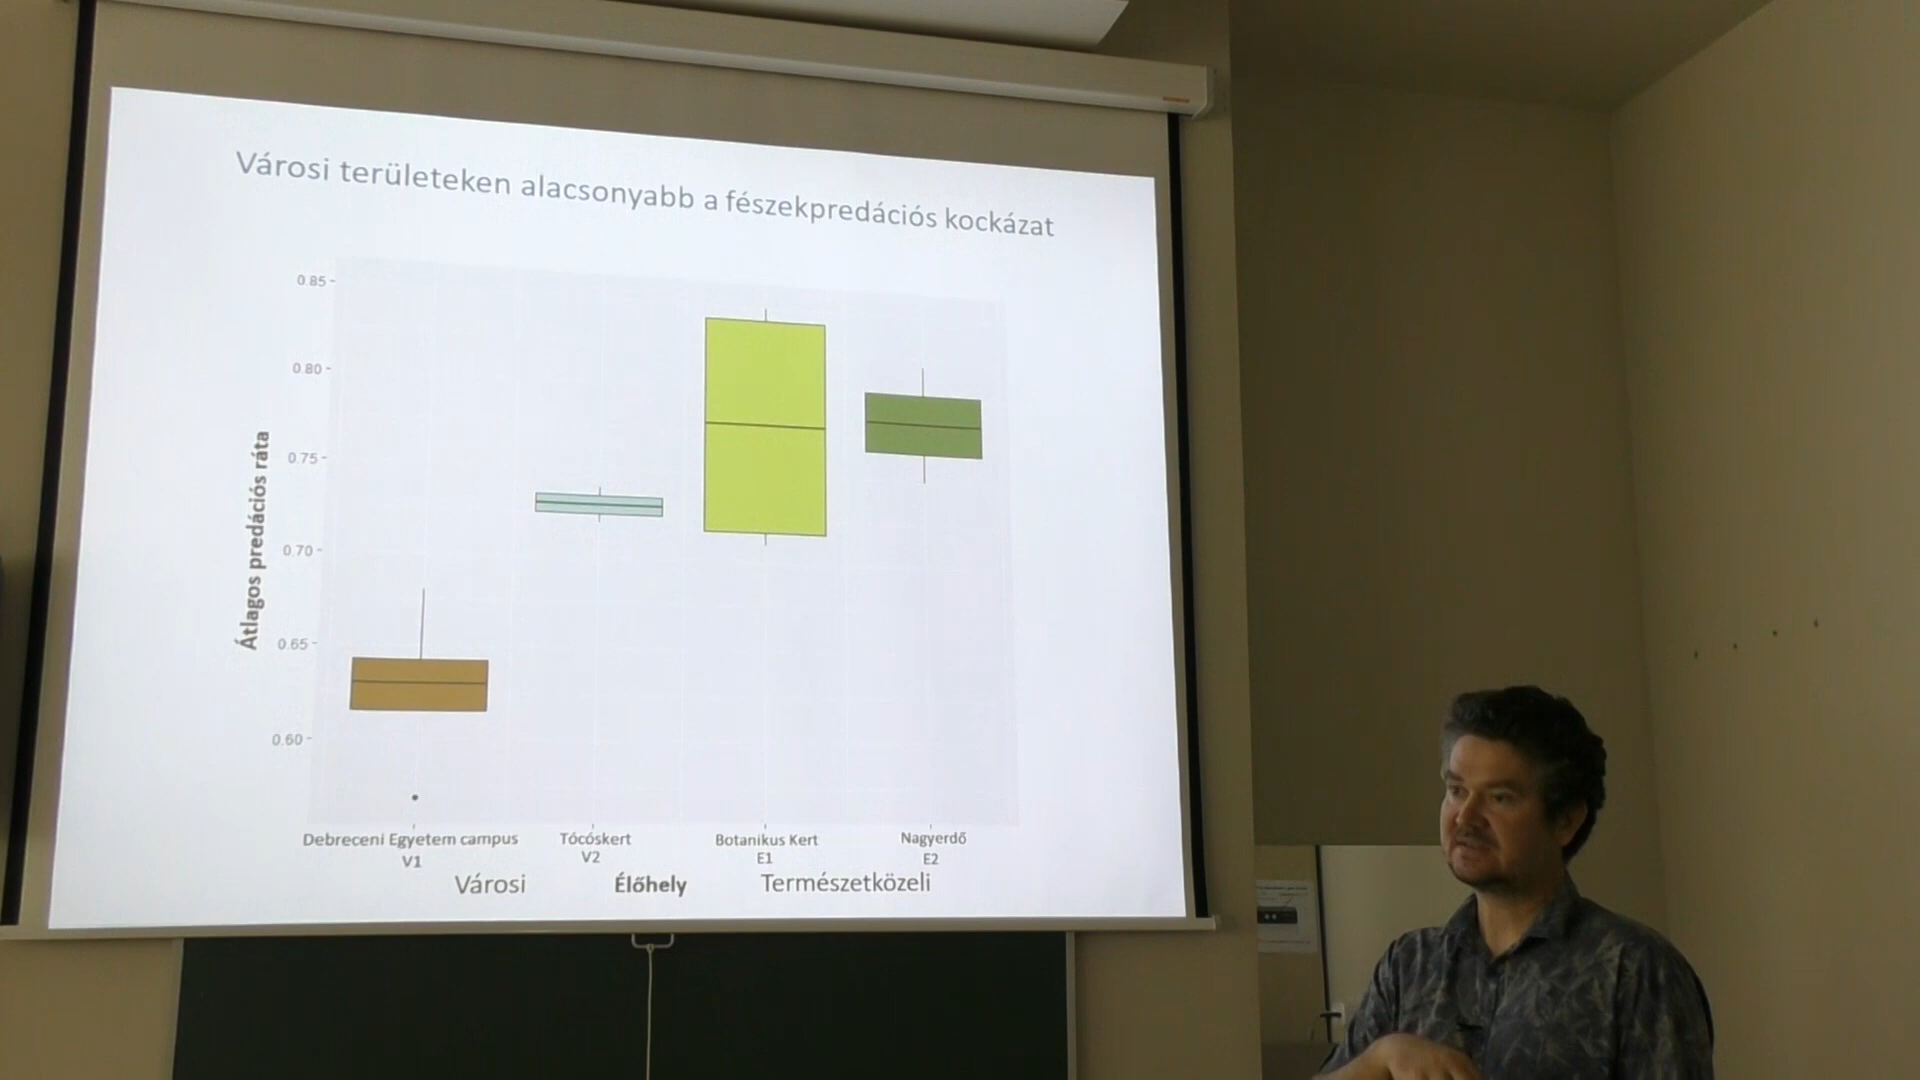 Városi területeken alacsonyabb a fészekpredációs kockázat
Átlagos predációs ráta
0.85
0.80
0.75
0.70
0.65
0.60
Debreceni Egyetem campus
V1
Tócóskert
V2
Botanikus Kert
E1
Nagyerdő
E2
Városi
Élőhely
Természetközeli